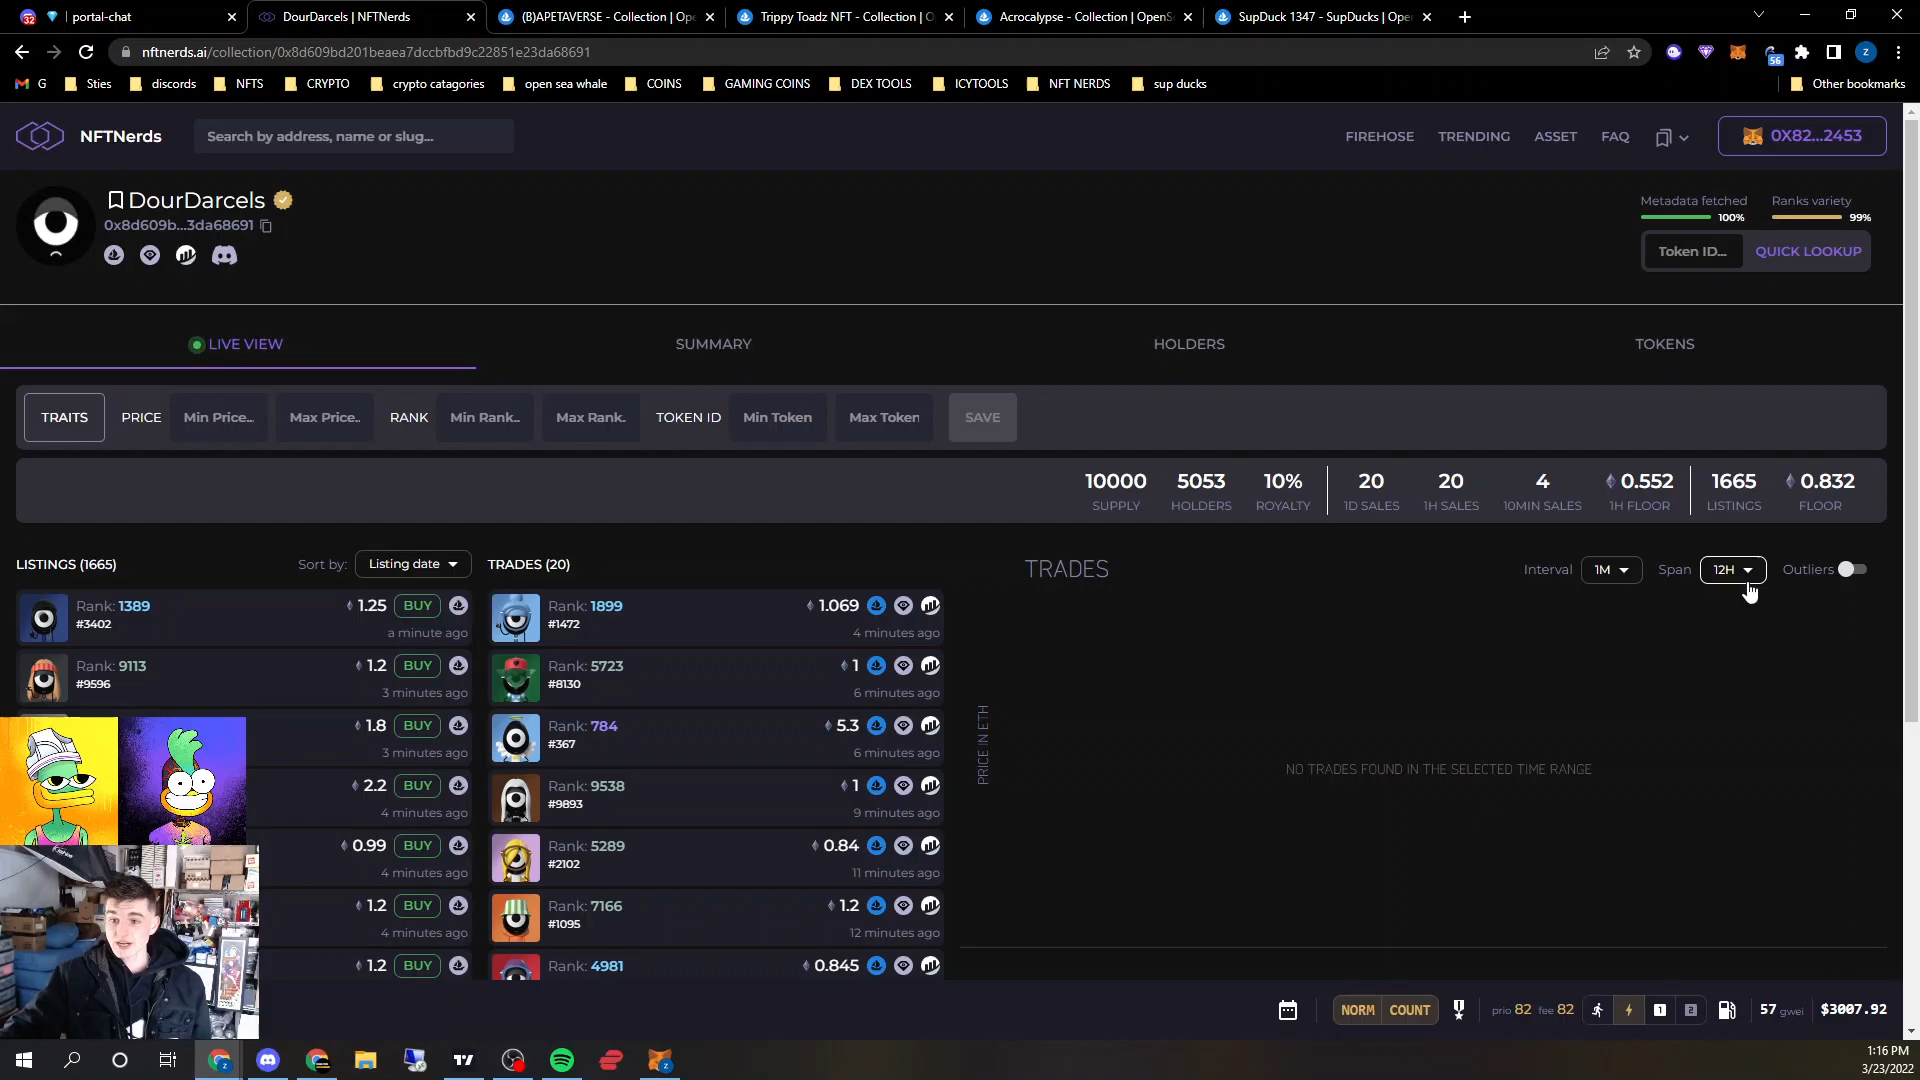 32
portal-chat
DourDarcels | NFTNerds
(B)APETAVERSE - Collection | Ope
Trippy Toadz NFT - Collection | O
Acrocalypse - Collection | OpenS
SupDuck 1347 - SupDucks | Ope
nftnerds.ai/collection/0x8d609bd201beaea7dccbfbd9c22851e23da68691
56
Z
G
Sties
discords
NFTS
CRYPTO
crypto catagories
open sea whale
COINS
GAMING COINS
DEX TOOLS
ICYTOOLS
NFT NERDS
sup ducks
Other bookmarks
NFTNerds
Search by address, name or slug...
FIREHOSE
TRENDING
ASSET
FAQ
0X82...2453
DourDarcels
0x8d609b...3da68691
Metadata fetched
100%
Ranks variety
99%
Token ID...
QUICK LOOKUP
LIVE VIEW
SUMMARY
HOLDERS
TOKENS
TRAITS
PRICE
Min Price..
Max Price..
RANK
Min Rank..
Max Rank.
TOKEN ID
Min Token
Max Token
SAVE
10000
SUPPLY
5053
HOLDERS
10%
ROYALTY
20
1D SALES
20
1H SALES
4
10MIN SALES
0.552
1H FLOOR
1665
LISTINGS
0.832
FLOOR
LISTINGS (1665)
Sort by:
Listing date
Rank: 1389
#3402
1.25
BUY
a minute ago
Rank: 9113
#9596
1.2
BUY
3 minutes ago
1.8
BUY
3 minutes ago
2.2
BUY
4 minutes ago
0.99
BUY
4 minutes ago
1.2
BUY
4 minutes ago
1.2
BUY
TRADES (20)
Rank: 1899
#1472
1.069
4 minutes ago
Rank: 5723
#8130
1
6 minutes ago
Rank: 784
#367
5.3
6 minutes ago
Rank: 9538
#9893
1
9 minutes ago
Rank: 5289
#2102
0.84
11 minutes ago
Rank: 7166
#1095
1.2
12 minutes ago
Rank: 4981
0.845
TRADES
Interval
1M
Span
12H
Outliers
PRICE IN ETH
NO TRADES FOUND IN THE SELECTED TIME RANGE
NORM
COUNT
prio 82 fee 82
1
2
57 gwei
$3007.92
1:16 PM
3/23/2022